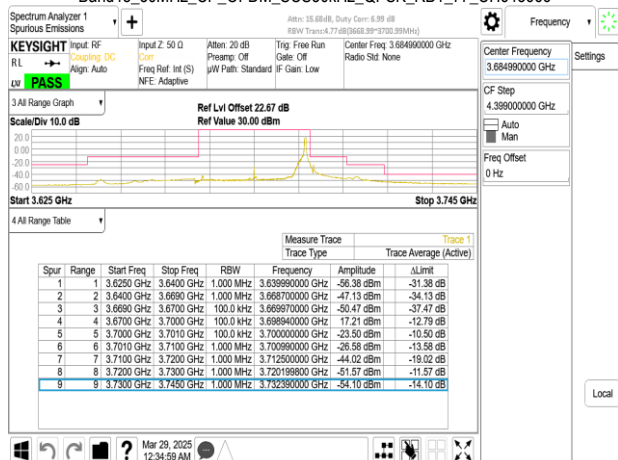 Spectrum Analyzer 1
Spurious Emissions
Attn: 15.68dB, Duty Corr: 6.99 dB
Frequency
KEYSIGHT
Input: RF
Coupling: DC
Align: Auto
Input Z: 50 Ω
Corr
Freq Ref: Int (S)
NFE: Adaptive
Atten: 20 dB
Preamp: Off
µW Path: Standard
Trig: Free Run
Gate: Off
IF Gain: Low
Center Freq: 3.684990000 GHz
Radio Std: None
RL
LXI
PASS
Center Frequency
3.684990000 GHz
Settings
CF Step
4.399000000 GHz
Auto
Man
Freq Offset
0 Hz
3 All Range Graph
Scale/Div 10.0 dB
Ref Lvl Offset 22.67 dB
Ref Value 30.00 dBm
20.0
0.00
-20.0
-40.0
-60.0
Start 3.625 GHz
Stop 3.745 GHz
4 All Range Table
Measure Trace Trace 1
Trace Type Trace Average (Active)
Spur Range Start Freq Stop Freq RBW Frequency Amplitude ΔLimit
1 1 3.6250 GHz 3.6400 GHz 1.000 MHz 3.639990000 GHz -56.38 dBm -31.38 dB
2 2 3.6400 GHz 3.6690 GHz 1.000 MHz 3.668700000 GHz -47.13 dBm -34.13 dB
3 3 3.6690 GHz 3.6700 GHz 100.0 kHz 3.669970000 GHz -50.47 dBm -37.47 dB
4 4 3.6700 GHz 3.7000 GHz 100.0 kHz 3.698940000 GHz 17.21 dBm -12.79 dB
5 5 3.7000 GHz 3.7010 GHz 100.0 kHz 3.700000000 GHz -23.50 dBm -10.50 dB
6 6 3.7010 GHz 3.7100 GHz 1.000 MHz 3.700990000 GHz -26.58 dBm -13.58 dB
7 7 3.7100 GHz 3.7200 GHz 1.000 MHz 3.712500000 GHz -44.02 dBm -19.02 dB
8 8 3.7200 GHz 3.7300 GHz 1.000 MHz 3.720199800 GHz -51.57 dBm -11.57 dB
9 9 3.7300 GHz 3.7450 GHz 1.000 MHz 3.732390000 GHz -54.10 dBm -14.10 dB
Local
Mar 29, 2025
12:34:59 AM